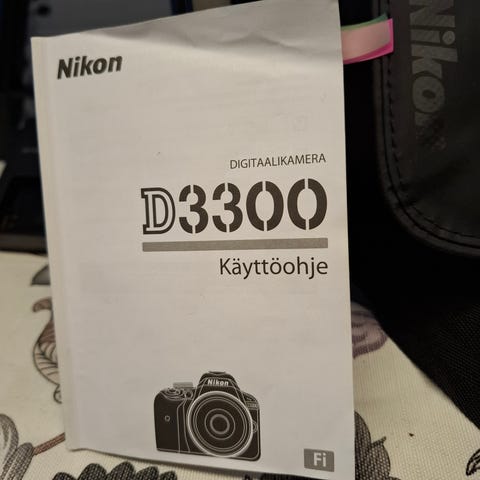 Nikon
DIGITAALIKAMERA
D3300
Käyttöohje
Nikon
Fi
Nikon